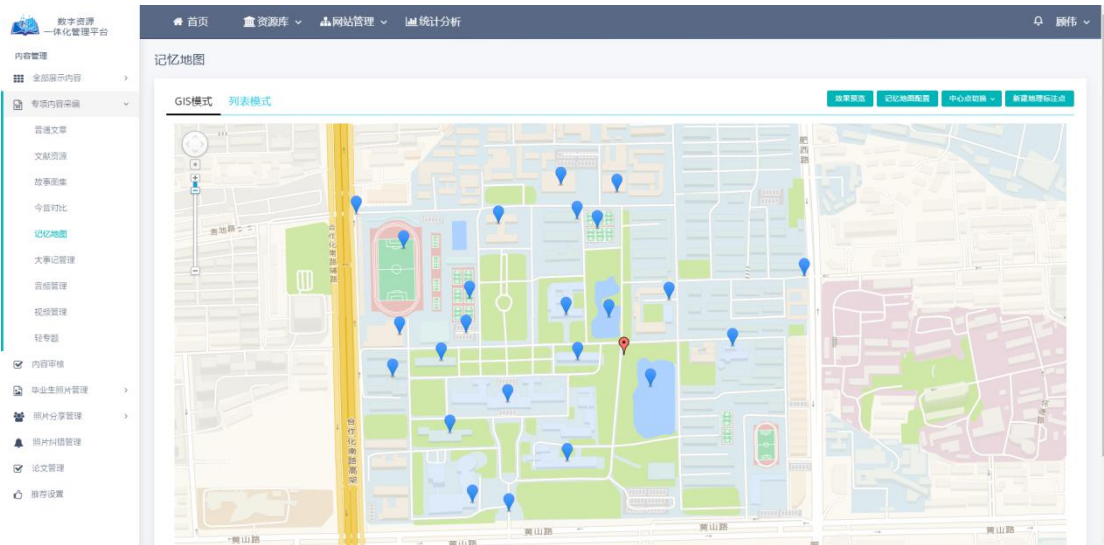 数字资源
一体化管理平台
首页
资源库
网站管理
统计分析
顾伟
内容管理
全部展示内容
专项内容采编
普通文章
文献资源
故事图集
今昔对比
记忆地图
大事记管理
音频管理
视频管理
轻专题
内容审核
毕业生照片管理
照片分享管理
照片纠错管理
论文管理
推荐设置
记忆地图
GIS模式
列表模式
效果预览
记忆地图配置
中心点切换
新建地理标注点
肥西路
合作化南路辅路
合作化南路高架
黄山路
黄山路
黄山路
黄山路